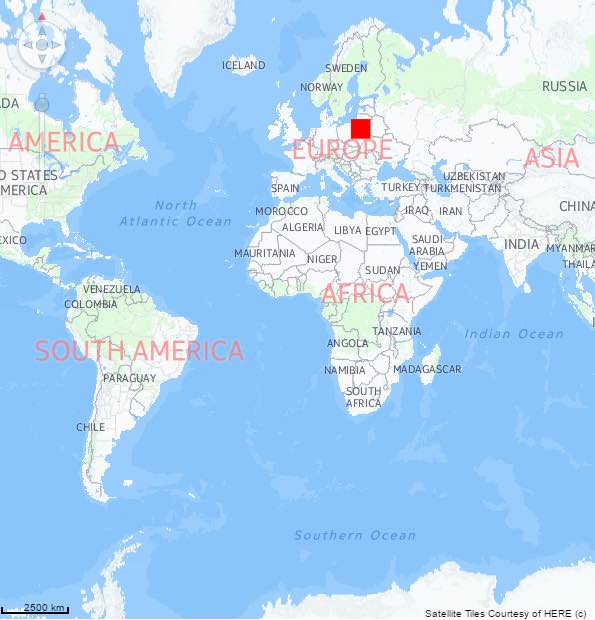 ICELAND
SWEDEN
NORWAY
RUSSIA
ADA
AMERICA
EUROPE
ASIA
D STATES
MERICA
UZBEKISTAN
SPAIN
TURKEY
TURKMENISTAN
North
Atlantic Ocean
CHINA
MOROCCO
IRAQ
IRAN
ALGERIA
LIBYA
EGYPT
EXICO
SAUDI
ARABIA
INDIA
MYANMAR
MAURITANIA
NIGER
YEMEN
THAILA
SUDAN
VENEZUELA
AFRICA
COLOMBIA
TANZANIA
Indian Ocean
ANGOLA
SOUTH AMERICA
NAMIBIA
MADAGASCAR
PARAGUAY
SOUTH
AFRICA
CHILE
Southern Ocean
2500 km
Satellite Tiles Courtesy of HERE (c)